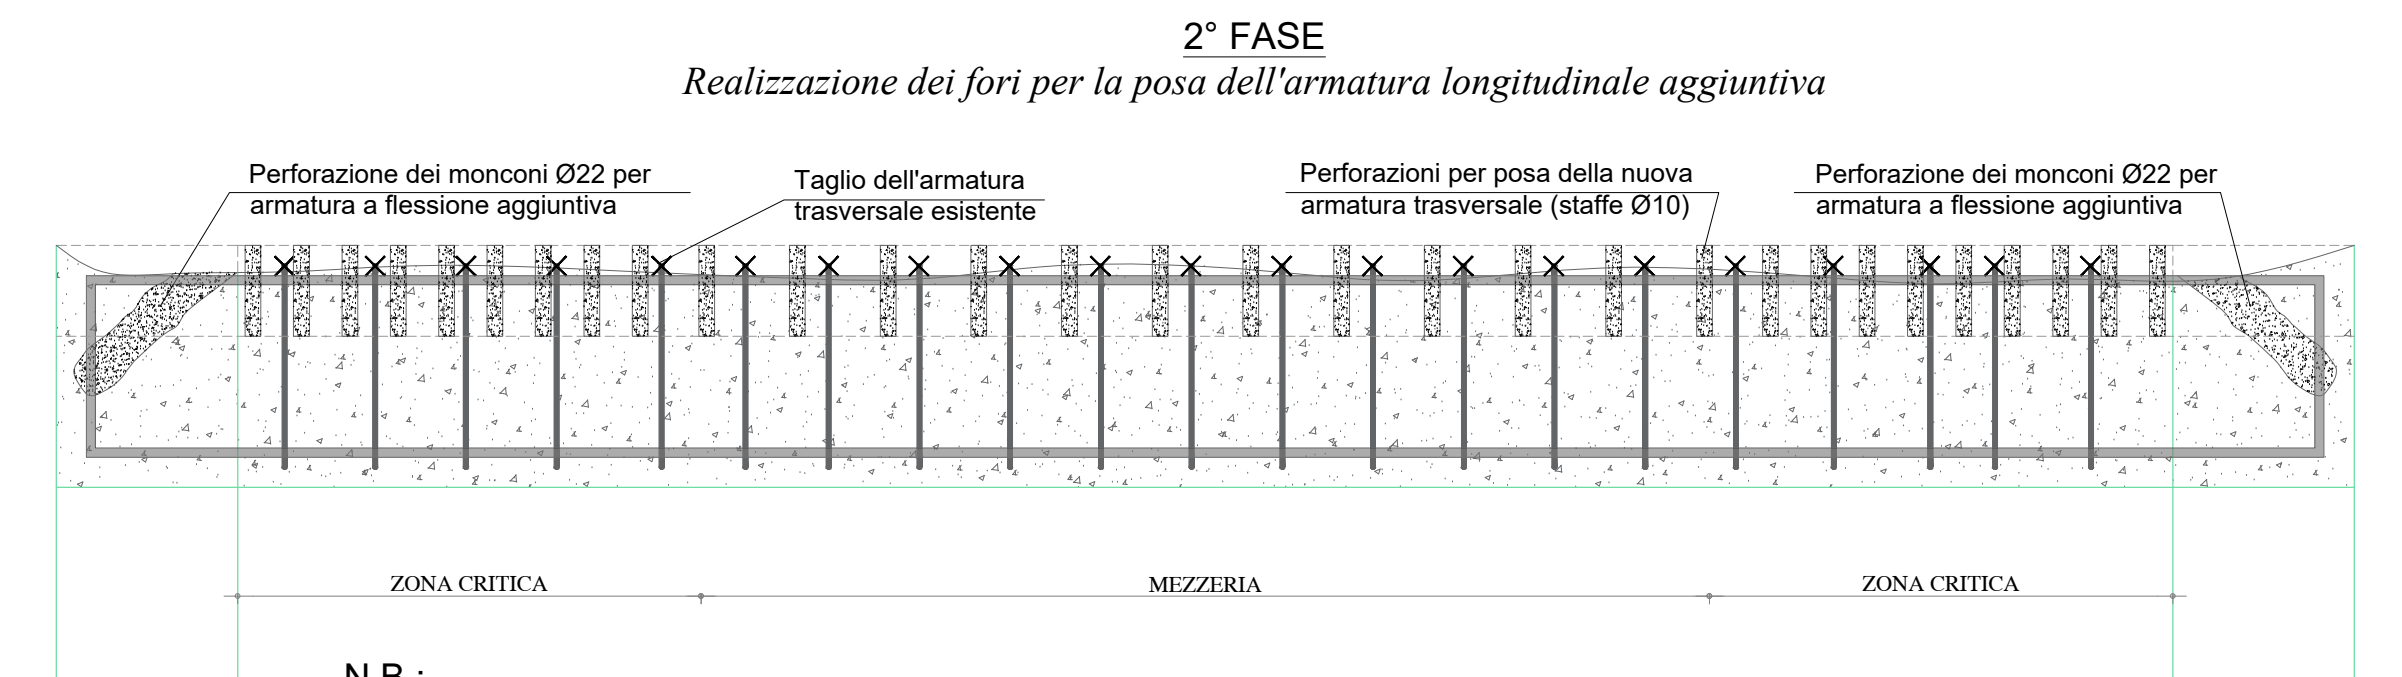 2° FASE
Realizzazione dei fori per la posa dell'armatura longitudinale aggiuntiva
Perforazione dei monconi Ø22 per
armatura a flessione aggiuntiva
Taglio dell'armatura
trasversale esistente
Perforazioni per posa della nuova
armatura trasversale (staffe Ø10)
Perforazione dei monconi Ø22 per
armatura a flessione aggiuntiva
ZONA CRITICA
MEZZERIA
ZONA CRITICA
N.B.: